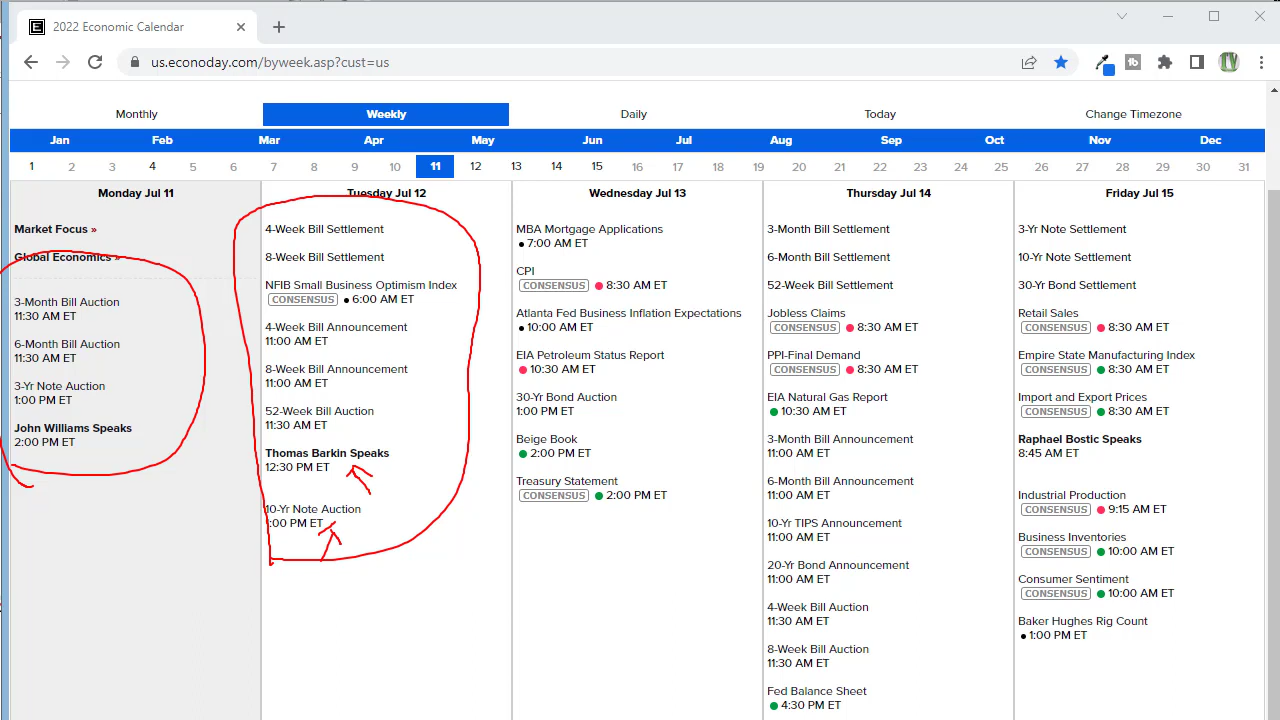 2022 Economic Calendar
us.econoday.com/byweek.asp?cust=us
Monthly Weekly Daily Today Change Timezone
Jan Feb Mar Apr May Jun Jul Aug Sep Oct Nov Dec
1 2 3 4 5 6 7 8 9 10 11 12 13 14 15 16 17 18 19 20 21 22 23 24 25 26 27 28 29 30 31
Monday Jul 11
Market Focus »
Global Economics »
3-Month Bill Auction
11:30 AM ET
6-Month Bill Auction
11:30 AM ET
3-Yr Note Auction
1:00 PM ET
John Williams Speaks
2:00 PM ET
Tuesday Jul 12
4-Week Bill Settlement
8-Week Bill Settlement
NFIB Small Business Optimism Index
CONSENSUS 6:00 AM ET
4-Week Bill Announcement
11:00 AM ET
8-Week Bill Announcement
11:00 AM ET
52-Week Bill Auction
11:30 AM ET
Thomas Barkin Speaks
12:30 PM ET
10-Yr Note Auction
1:00 PM ET
Wednesday Jul 13
MBA Mortgage Applications
7:00 AM ET
CPI
CONSENSUS 8:30 AM ET
Atlanta Fed Business Inflation Expectations
10:00 AM ET
EIA Petroleum Status Report
10:30 AM ET
30-Yr Bond Auction
1:00 PM ET
Beige Book
2:00 PM ET
Treasury Statement
CONSENSUS 2:00 PM ET
Thursday Jul 14
3-Month Bill Settlement
6-Month Bill Settlement
52-Week Bill Settlement
Jobless Claims
CONSENSUS 8:30 AM ET
PPI-Final Demand
CONSENSUS 8:30 AM ET
EIA Natural Gas Report
10:30 AM ET
3-Month Bill Announcement
11:00 AM ET
6-Month Bill Announcement
11:00 AM ET
10-Yr TIPS Announcement
11:00 AM ET
20-Yr Bond Announcement
11:00 AM ET
4-Week Bill Auction
11:30 AM ET
8-Week Bill Auction
11:30 AM ET
Fed Balance Sheet
4:30 PM ET
Friday Jul 15
3-Yr Note Settlement
10-Yr Note Settlement
30-Yr Bond Settlement
Retail Sales
CONSENSUS 8:30 AM ET
Empire State Manufacturing Index
CONSENSUS 8:30 AM ET
Import and Export Prices
CONSENSUS 8:30 AM ET
Raphael Bostic Speaks
8:45 AM ET
Industrial Production
CONSENSUS 9:15 AM ET
Business Inventories
CONSENSUS 10:00 AM ET
Consumer Sentiment
CONSENSUS 10:00 AM ET
Baker Hughes Rig Count
1:00 PM ET